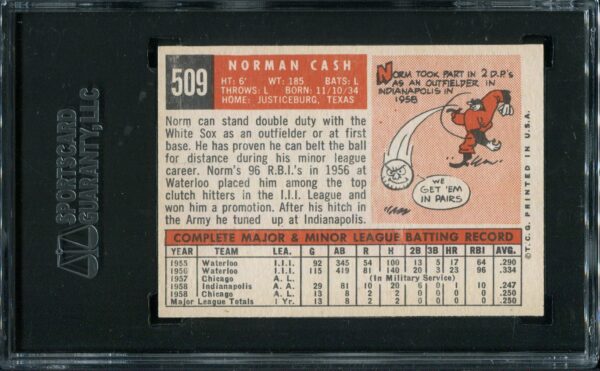 SPORTSCARD
GUARANTY, LLC
509
NORMAN CASH
HT: 6' WT: 185 BATS: L
THROWS: L BORN: 11/10/34
HOME: JUSTICEBURG, TEXAS
Norm can stand double duty with the
White Sox as an outfielder or at first
base. He has proven he can belt the ball
for distance during his minor league
career. Norm's 96 R.B.I.'s in 1956 at
Waterloo placed him among the top
clutch hitters in the I.I.I. League and
won him a promotion. After his hitch in
the Army he tuned up at Indianapolis.
NORM TOOK PART IN 2 D.P.'S
AS AN OUTFIELDER IN
INDIANAPOLIS IN
1958
WE
GET 'EM
IN PAIRS
©T.C.G. PRINTED IN U.S.A.
COMPLETE MAJOR & MINOR LEAGUE BATTING RECORD
YEAR TEAM LEA. G AB R H 2B 3B HR RBI AVG.
1955 Waterloo I.I.I. 92 345 54 100 13 5 17 64 .290
1956 Waterloo I.I.I. 115 419 81 140 20 3 23 96 .334
1957 Chicago A. L. (In Military Service)
1958 Indianapolis A. A. 29 81 10 20 6 0 1 10 .247
1958 Chicago A. L. 13 8 2 2 0 0 0 0 .250
Major League Totals 1 Yr. 13 8 2 2 0 0 0 0 .250